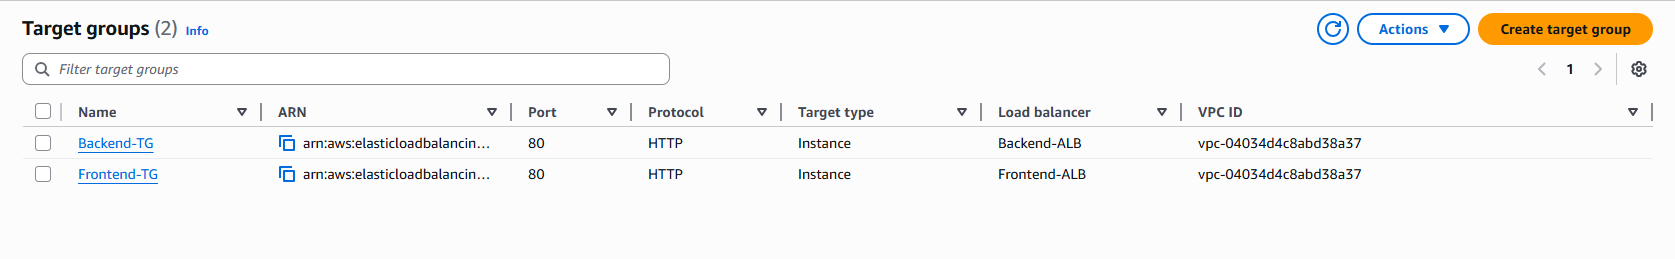 Target groups (2) Info
Actions
Create target group
Filter target groups
1
Name ARN Port Protocol Target type Load balancer VPC ID
Backend-TG arn:aws:elasticloadbalancin... 80 HTTP Instance Backend-ALB vpc-04034d4c8abd38a37
Frontend-TG arn:aws:elasticloadbalancin... 80 HTTP Instance Frontend-ALB vpc-04034d4c8abd38a37